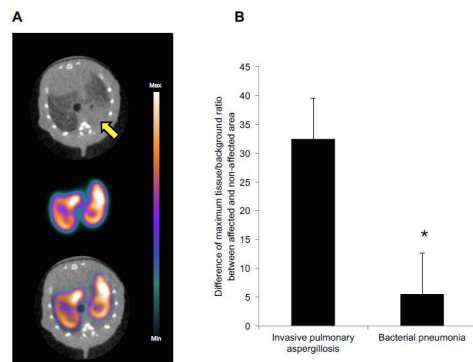 A
Max
Min
B
Difference of maximum tissue/background ratio
between affected and non-affected area
45
40
35
30
25
20
15
10
5
0
*
Invasive pulmonary
aspergillosis
Bacterial pneumonia